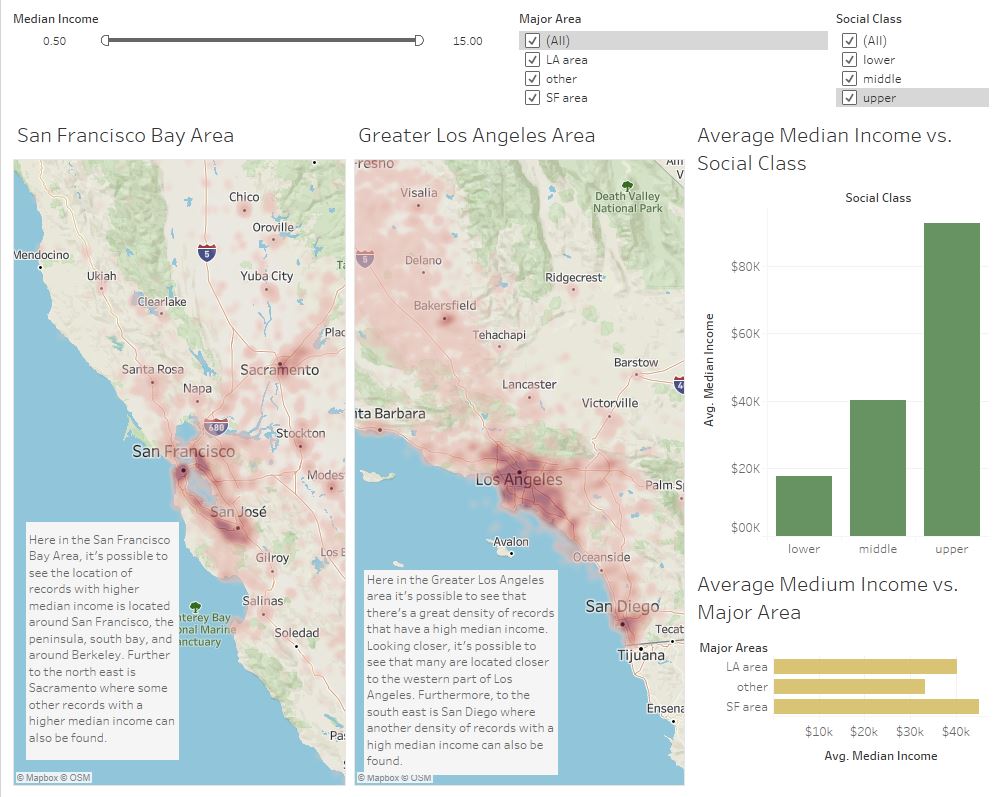 Median Income
0.50
15.00
Major Area
(All)
LA area
other
SF area
Social Class
(All)
lower
middle
upper
San Francisco Bay Area
Chico
Oroville
5
Mendocino
Ukiah
Yuba City
Clearlake
Plac
Santa Rosa
Sacramento
Napa
680
Stockton
San Francisco
Modes
San José
Gilroy
Los B
Salinas
Soledad
nterey Bay
onal Marine
anctuary
Pas
Here in the San Francisco
Bay Area, it's possible to
see the location of
records with higher
median income is located
around San Francisco, the
peninsula, south bay, and
around Berkeley. Further
to the north east is
Sacramento where some
other records with a
higher median income can
also be found.
© Mapbox © OSM
Greater Los Angeles Area
resno
Visalia
Death Valley
National Park
5
Delano
Ridgecrest
Bakersfield
Tehachapi
Barstow
Lancaster
4
Victorville
nta Barbara
Los Angeles
Palm S
Avalon
Oceanside
San Diego
Tecat
Tijuana
Ensena
Here in the Greater Los Angeles
area it's possible to see that
there's a great density of records
that have a high median income.
Looking closer, it's possible to
see that many are located closer
to the western part of Los
Angeles. Furthermore, to the
south east is San Diego where
another density of records with a
high median income can also be
found.
© Mapbox © OSM
Average Median Income vs.
Social Class
Social Class
Avg. Median Income
$80K
$60K
$40K
$20K
$00K
lower
middle
upper
Average Medium Income vs.
Major Area
Major Areas
LA area
other
SF area
$10k
$20k
$30k
$40k
Avg. Median Income